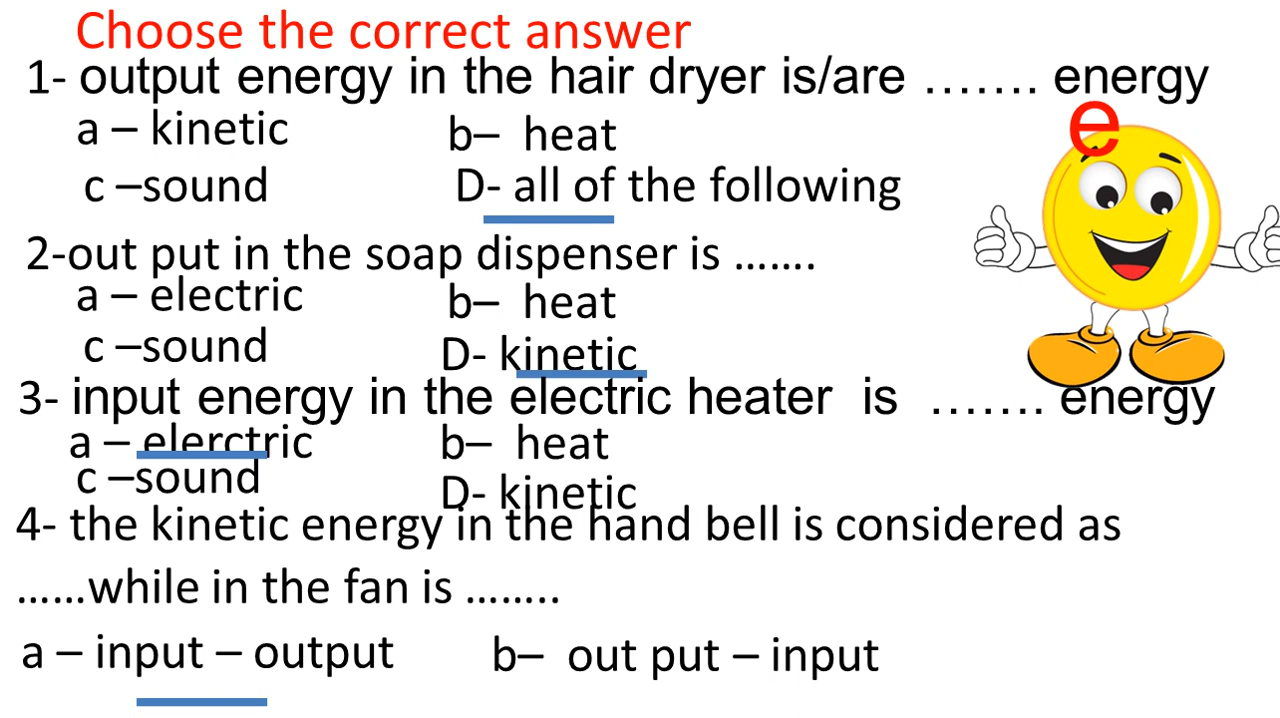 Choose the correct answer
1- output energy in the hair dryer is/are ……. energy
a – kinetic b– heat
e
c –sound D- all of the following
2-out put in the soap dispenser is …….
a – electric b– heat
c –sound D- kinetic
3- input energy in the electric heater is ……. energy
a – elerctric b– heat
c –sound D- kinetic
4- the kinetic energy in the hand bell is considered as
……while in the fan is ……..
a – input – output b– out put – input